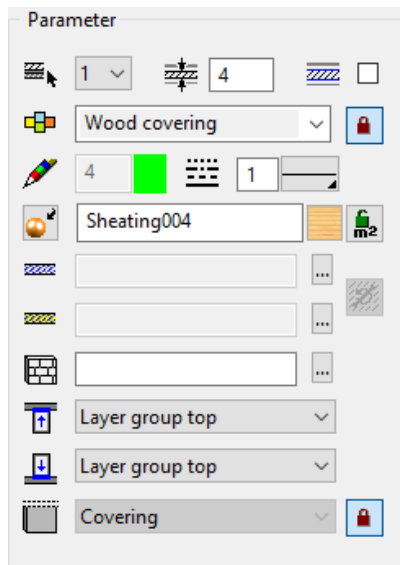 Parameter
1 4
Wood covering
4 1
Sheating004 m2
...
...
...
Layer group top
Layer group top
Covering